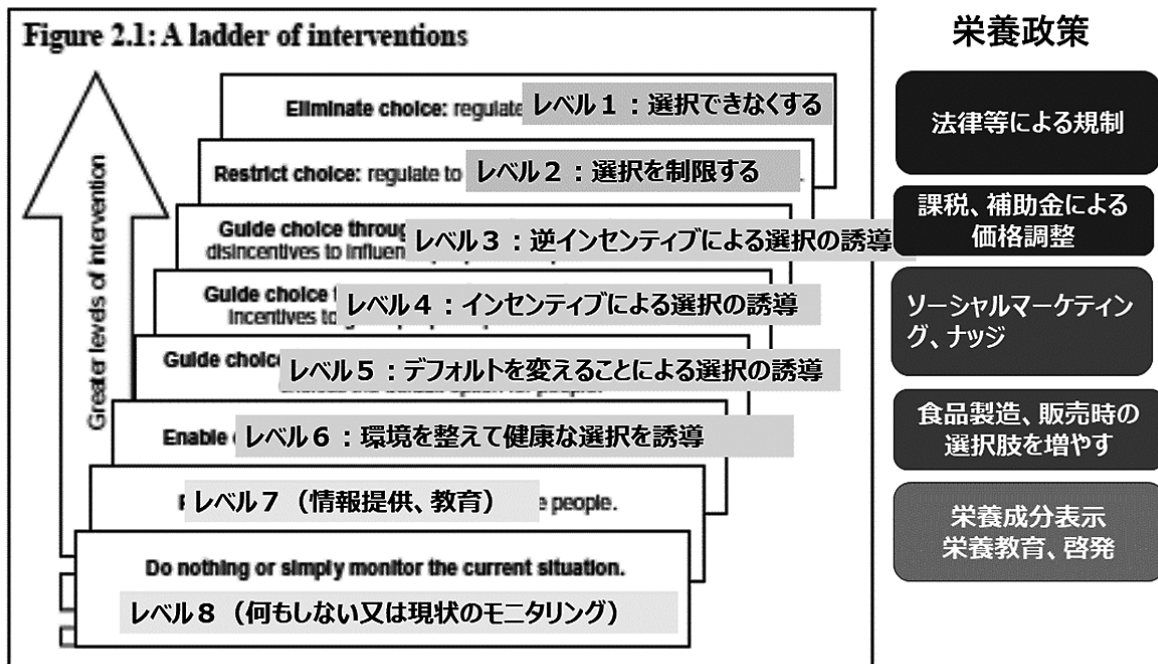 Figure 2.1: A ladder of interventions
Greater levels of intervention
Eliminate choice: regulate
レベル１：選択できなくする
Restrict choice: regulate to
レベル２：選択を制限する
Guide choice
disincentives to
レベル３：逆インセンティブによる選択の誘導
Guide choice
incentives to
レベル４：インセンティブによる選択の誘導
Guide choice
レベル５：デフォルトを変えることによる選択の誘導
Enable
レベル６：環境を整えて健康な選択を誘導
レベル７（情報提供、教育）
people.
Do nothing or simply monitor the current situation.
レベル８（何もしない又は現状のモニタリング）
栄養政策
法律等による規制
課税、補助金による
価格調整
ソーシャルマーケティン
グ、ナッジ
食品製造、販売時の
選択肢を増やす
栄養成分表示
栄養教育、啓発